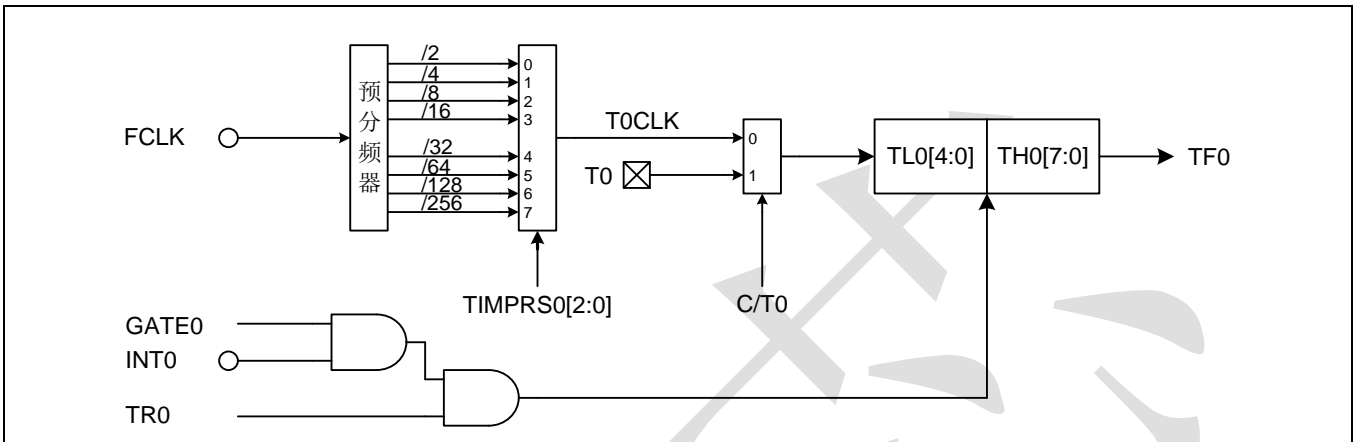 /2
/4
/8
/16
/32
/64
/128
/256
预分频器
0
1
2
3
4
5
6
7
FCLK
T0CLK
T0
0
1
TL0[4:0]
TH0[7:0]
TF0
TIMPRS0[2:0]
C/T0
GATE0
INT0
TR0